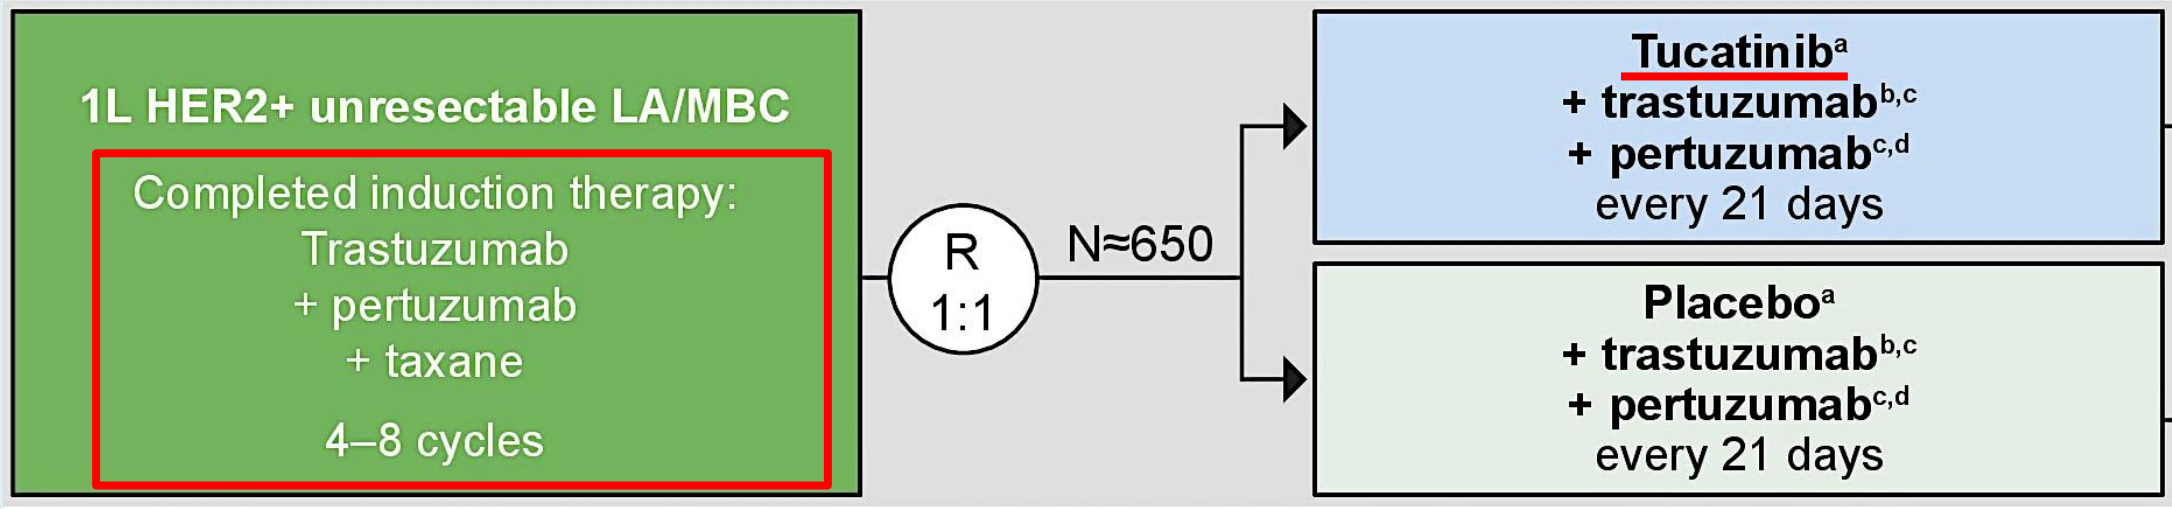 1L HER2+ unresectable LA/MBC
Completed induction therapy:
Trastuzumab
+ pertuzumab
+ taxane
4–8 cycles
R
1:1
N≈650
Tucatinibᵃ
+ trastuzumabᵇ,ᶜ
+ pertuzumabᶜ,ᵈ
every 21 days
Placeboᵃ
+ trastuzumabᵇ,ᶜ
+ pertuzumabᶜ,ᵈ
every 21 days